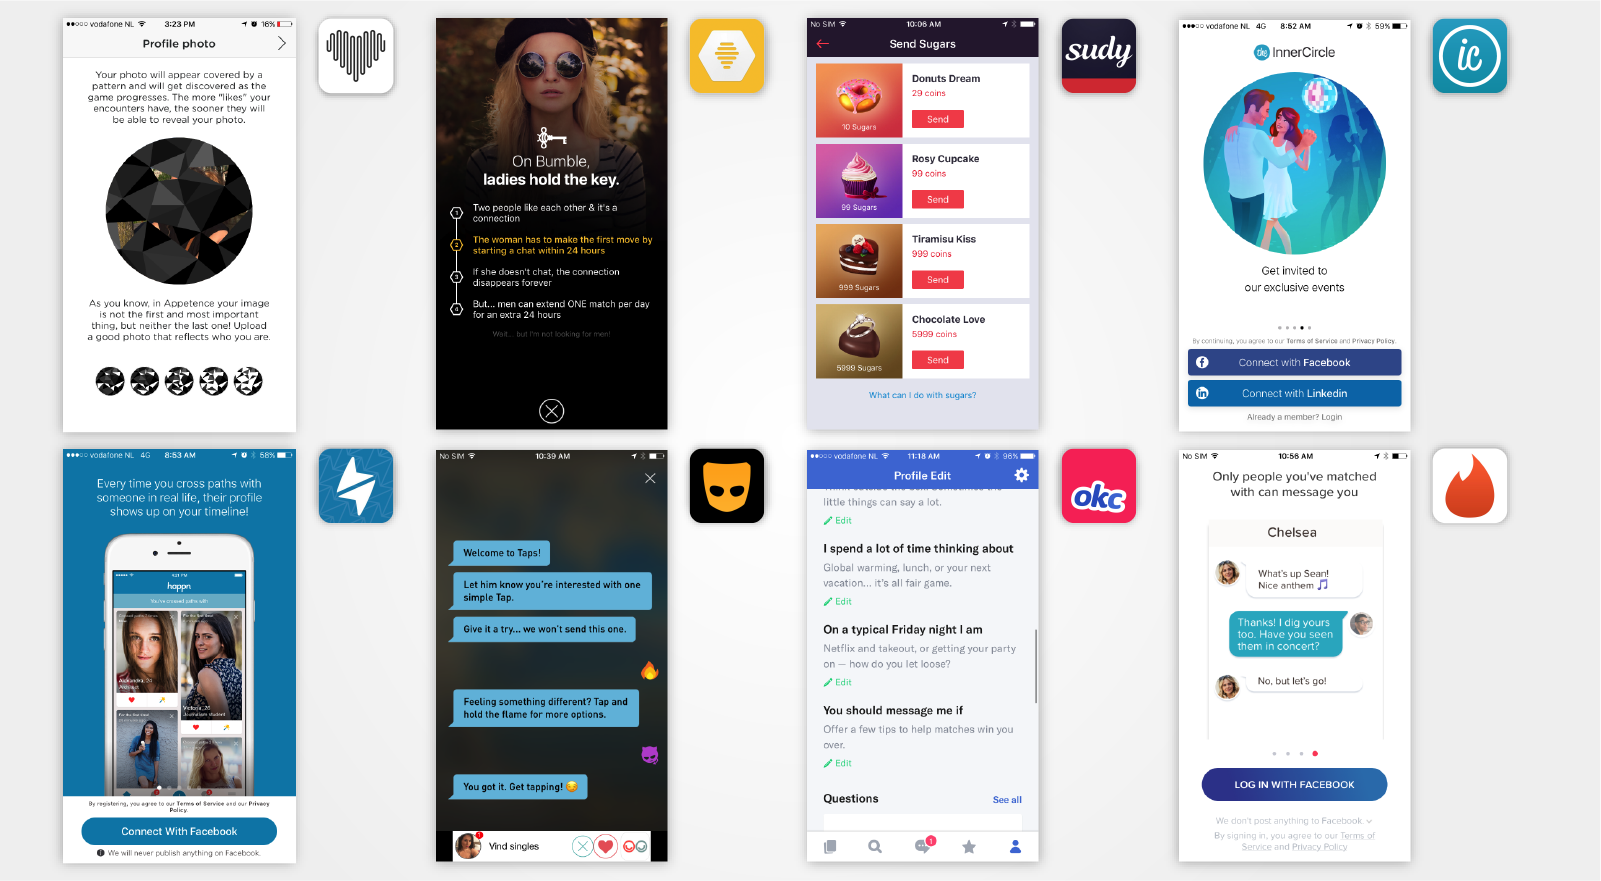 vodafone NL
3:23 PM
16%
Profile photo
Your photo will appear covered by a
pattern and will get discovered as the
game progresses. The more "likes" your
encounters have, the sooner they will
be able to reveal your photo.
As you know, in Appetence your image
is not the first and most important
thing, but neither the last one! Upload
a good photo that reflects who you are.
On Bumble,
ladies hold the key.
1
Two people like each other & it's a
connection
2
The woman has to make the first move by
starting a chat within 24 hours
3
If she doesn't chat, the connection
disappears forever
4
But... men can extend ONE match per day
for an extra 24 hours
Wait... but I'm not looking for men!
No SIM
10:06 AM
Send Sugars
Donuts Dream
29 coins
Send
10 Sugars
Rosy Cupcake
99 coins
Send
99 Sugars
Tiramisu Kiss
999 coins
Send
999 Sugars
Chocolate Love
5999 coins
Send
5999 Sugars
What can I do with sugars?
sudy
vodafone NL 4G
8:52 AM
59%
the InnerCircle
Get invited to
our exclusive events
By continuing, you agree to our Terms of Service and Privacy Policy.
f Connect with Facebook
in Connect with Linkedin
Already a member? Login
ic
vodafone NL 4G
8:53 AM
58%
Every time you cross paths with
someone in real life, their profile
shows up on your timeline!
4:21 PM
happn
You've crossed paths with
Victoria, 26
Journalism student
By registering, you agree to our Terms of Service and our Privacy
Policy.
Connect With Facebook
We will never publish anything on Facebook.
No SIM
10:39 AM
Welcome to Taps!
Let him know you're interested with one
simple Tap.
Give it a try... we won't send this one.
Feeling something different? Tap and
hold the flame for more options.
You got it. Get tapping!
1
Vind singles
vodafone NL
11:18 AM
96%
Profile Edit
little things can say a lot.
Edit
I spend a lot of time thinking about
Global warming, lunch, or your next
vacation... it's all fair game.
Edit
On a typical Friday night I am
Netflix and takeout, or getting your party
on — how do you let loose?
Edit
You should message me if
Offer a few tips to help matches win you
over.
Edit
Questions
See all
1
okc
No SIM
10:56 AM
Only people you've matched
with can message you
Chelsea
What's up Sean!
Nice anthem
Thanks! I dig yours
too. Have you seen
them in concert?
No, but let's go!
LOG IN WITH FACEBOOK
We don't post anything to Facebook.
By signing in, you agree to our Terms of
Service and Privacy Policy